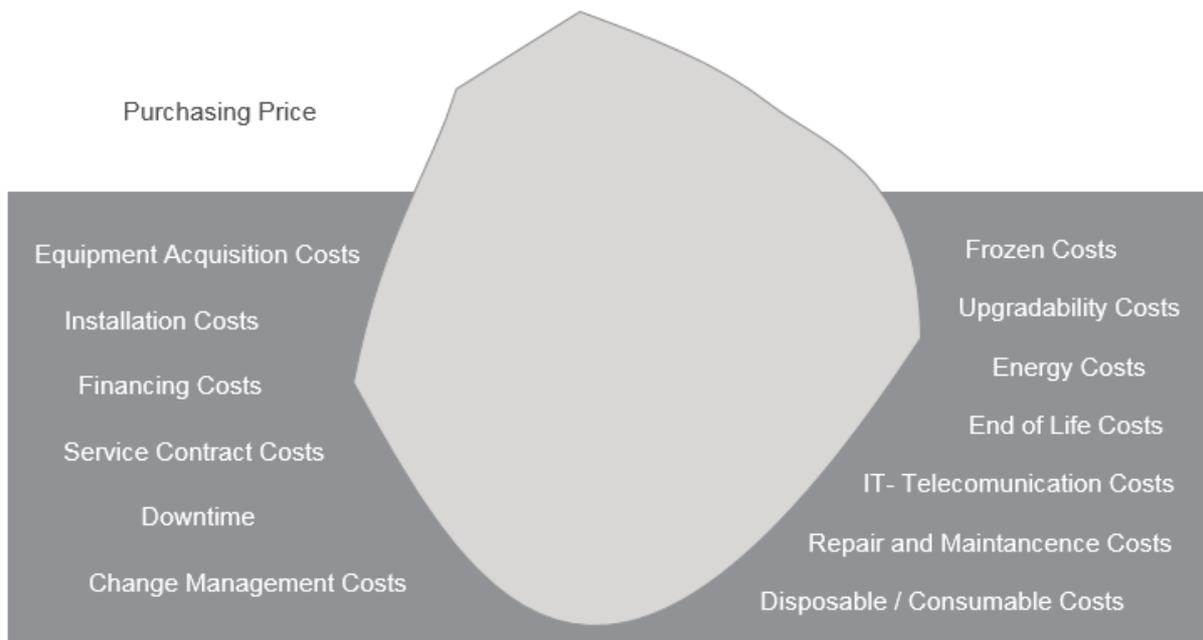 Purchasing Price
Equipment Acquisition Costs
Installation Costs
Financing Costs
Service Contract Costs
Downtime
Change Management Costs
Frozen Costs
Upgradability Costs
Energy Costs
End of Life Costs
IT- Telecomunication Costs
Repair and Maintancence Costs
Disposable / Consumable Costs